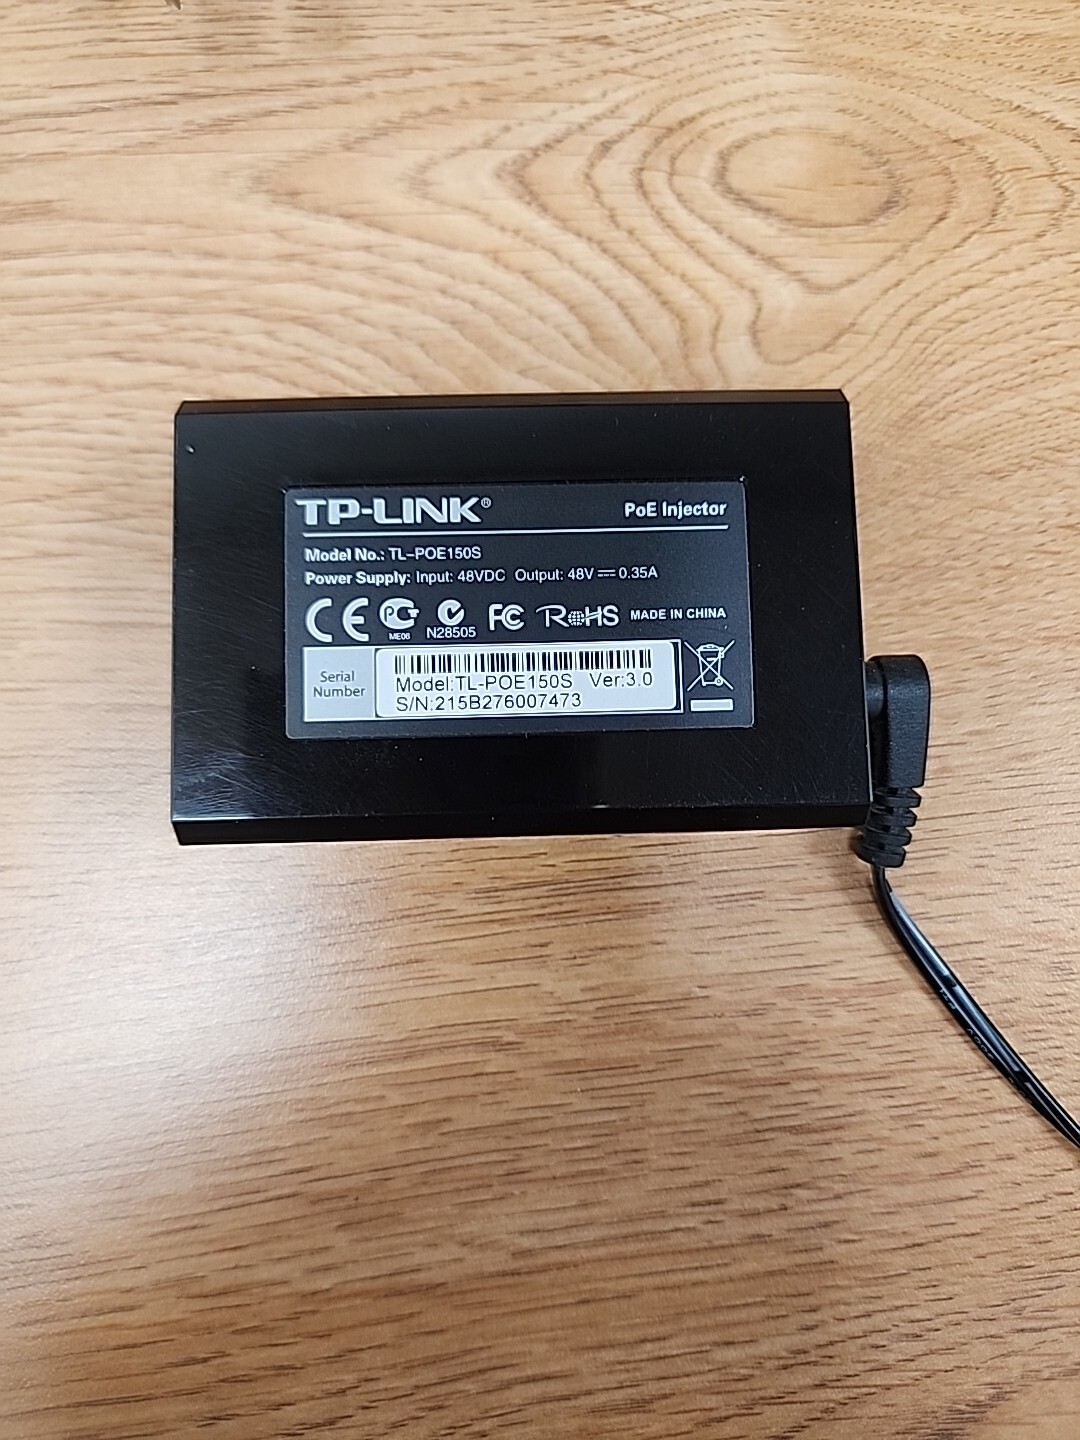 TP-LINK®
PoE Injector
Model No.: TL-POE150S
Power Supply: Input: 48VDC Output: 48V⎓0.35A
CE PCT ME06 N28505 FC RoHS MADE IN CHINA
Serial Number
Model:TL-POE150S Ver:3.0
S/N:215B276007473